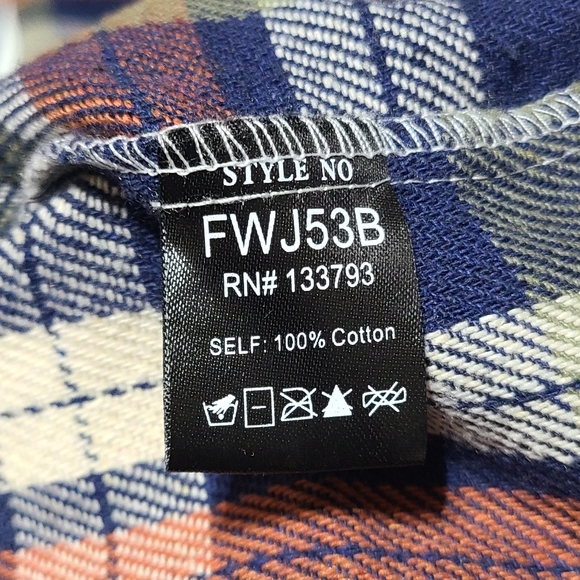 STYLE NO
FWJ53B
RN# 133793
SELF: 100% Cotton